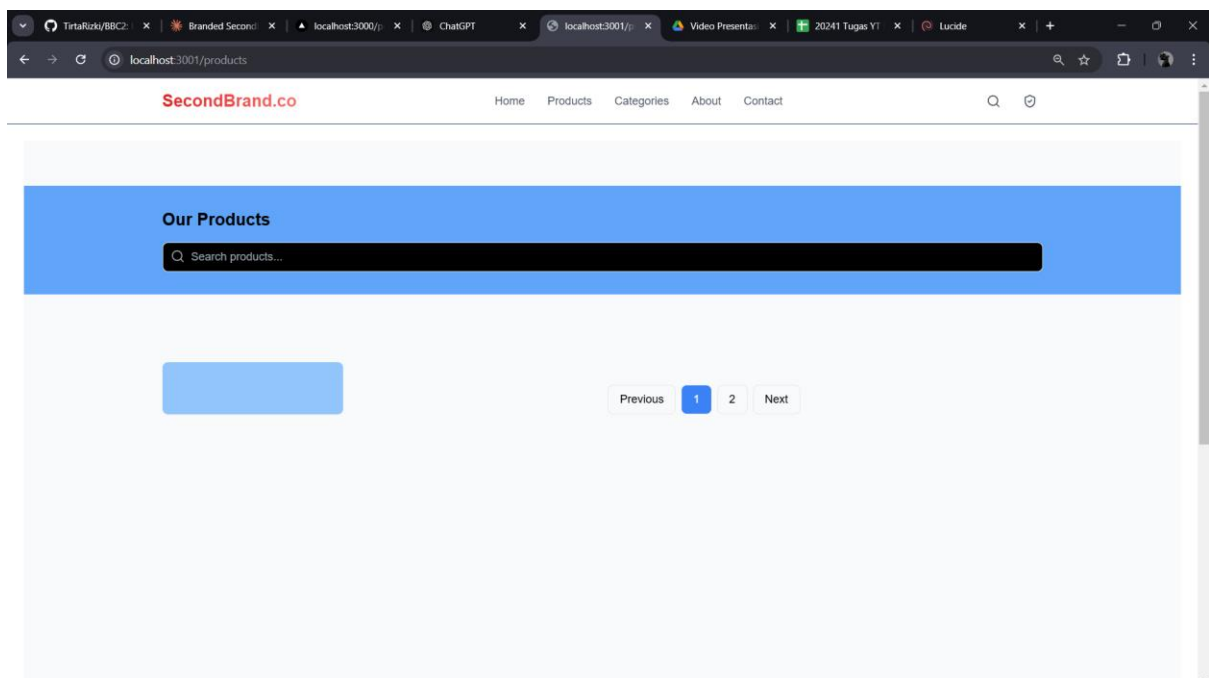 TirtaRizki/BBC2:
Branded Second
localhost:3000/p
ChatGPT
localhost:3001/p
Video Presentas
20241 Tugas YT
Lucide
localhost:3001/products
SecondBrand.co
Home Products Categories About Contact
Our Products
Search products...
Previous 1 2 Next